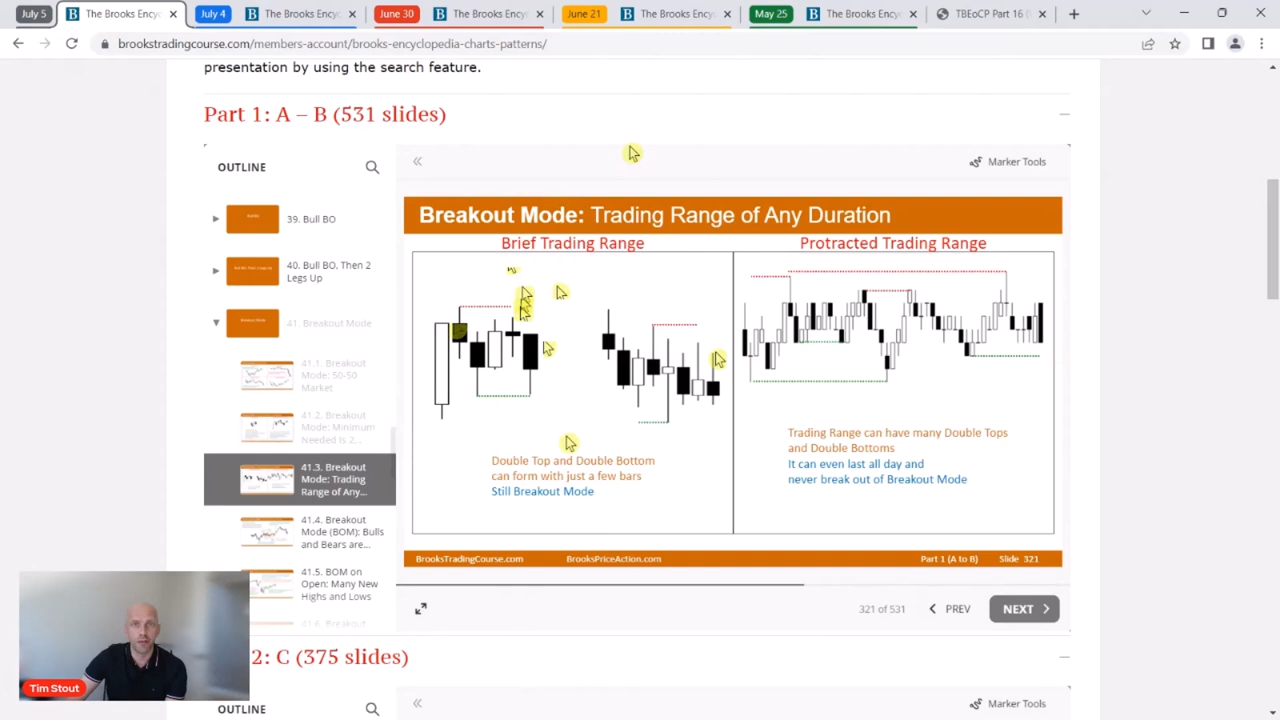 July 5
The Brooks Ency
July 4
The Brooks Ency
June 30
The Brooks Ency
June 21
The Brooks Ency
May 25
The Brooks Ency
TBEoCP Part 16 (
brookstradingcourse.com/members-account/brooks-encyclopedia-charts-patterns/
presentation by using the search feature.
Part 1: A – B (531 slides)
OUTLINE
Marker Tools
39. Bull BO
40. Bull BO, Then 2
Legs Up
41. Breakout Mode
41.1. Breakout
Mode: 50-50
Market
41.2. Breakout
Mode: Minimum
Needed Is 2...
41.3. Breakout
Mode: Trading
Range of Any...
41.4. Breakout
Mode (BOM): Bulls
and Bears are...
41.5. BOM on
Open: Many New
Highs and Lows
41.6. Breakout
Breakout Mode: Trading Range of Any Duration
Brief Trading Range
Double Top and Double Bottom
can form with just a few bars
Still Breakout Mode
Protracted Trading Range
Trading Range can have many Double Tops
and Double Bottoms
It can even last all day and
never break out of Breakout Mode
BrooksTradingCourse.com
BrooksPriceAction.com
Part 1 (A to B)
Slide 321
321 of 531
PREV
NEXT
Tim Stout
2: C (375 slides)
OUTLINE
Marker Tools